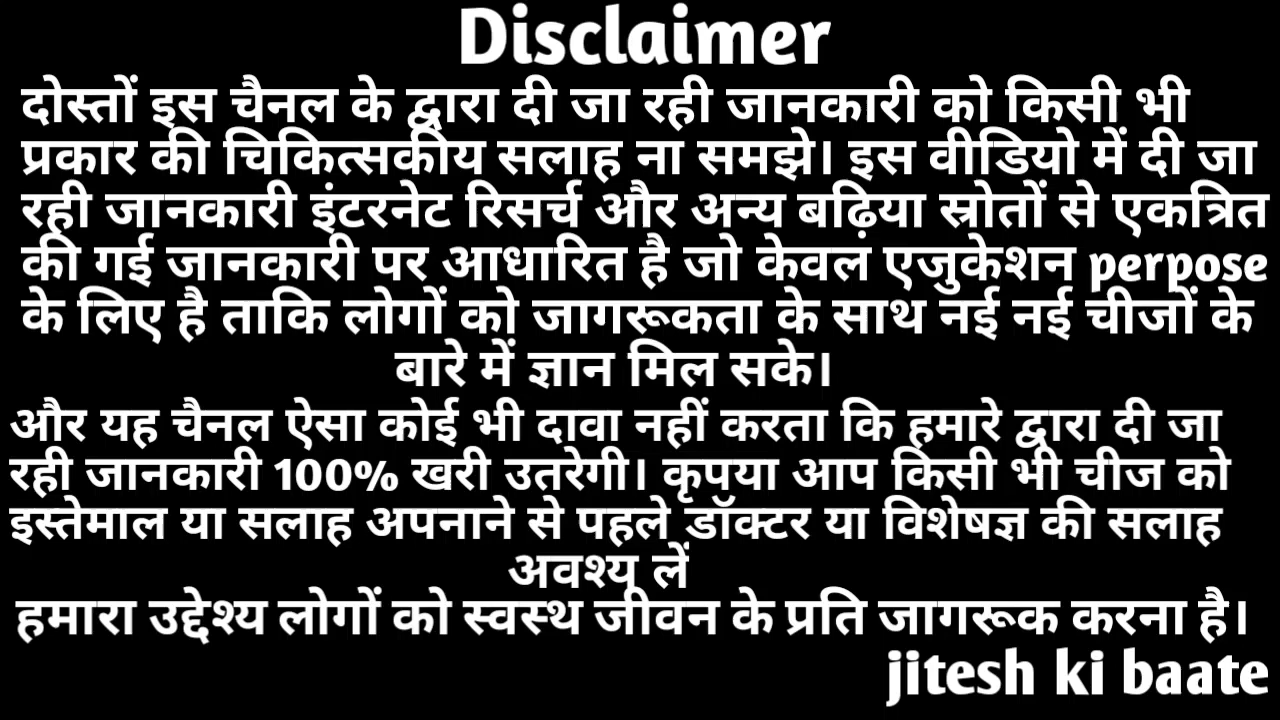 Disclaimer
दोस्तों इस चैनल के द्वारा दी जा रही जानकारी को किसी भी
प्रकार की चिकित्सकीय सलाह ना समझे। इस वीडियो में दी जा
रही जानकारी इंटरनेट रिसर्च और अन्य बढ़िया स्रोतों से एकत्रित
की गई जानकारी पर आधारित है जो केवल एजुकेशन perpose
के लिए है ताकि लोगों को जागरूकता के साथ नई नई चीजों के
बारे में ज्ञान मिल सके।
और यह चैनल ऐसा कोई भी दावा नहीं करता कि हमारे द्वारा दी जा
रही जानकारी 100% खरी उतरेगी। कृपया आप किसी भी चीज को
इस्तेमाल या सलाह अपनाने से पहले डॉक्टर या विशेषज्ञ की सलाह
अवश्य लें
हमारा उद्देश्य लोगों को स्वस्थ जीवन के प्रति जागरूक करना है।
jitesh ki baate